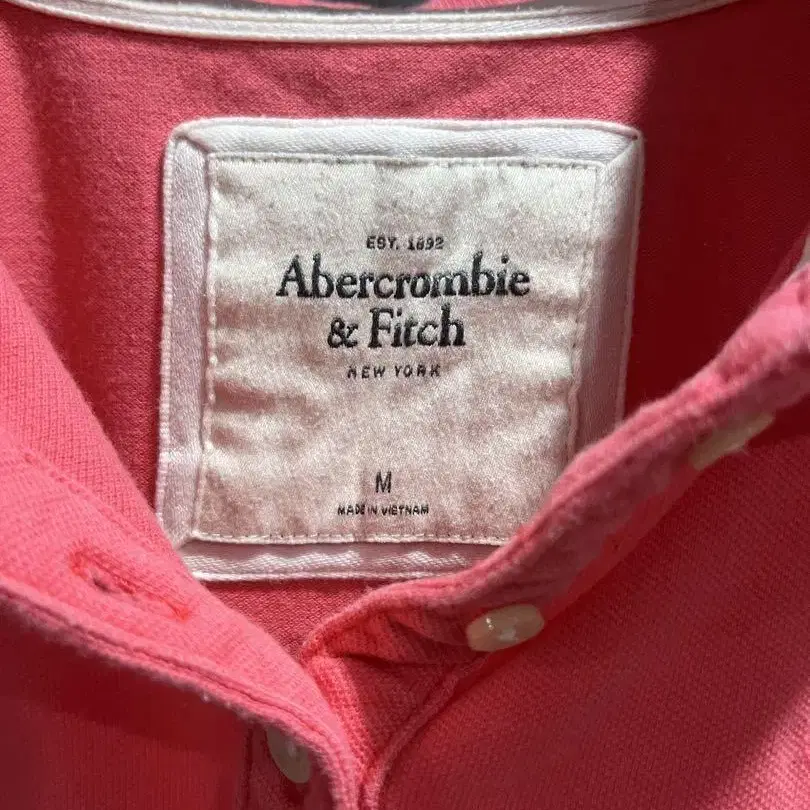 EST. 1892
Abercrombie
& Fitch
NEW YORK
M
MADE IN VIETNAM